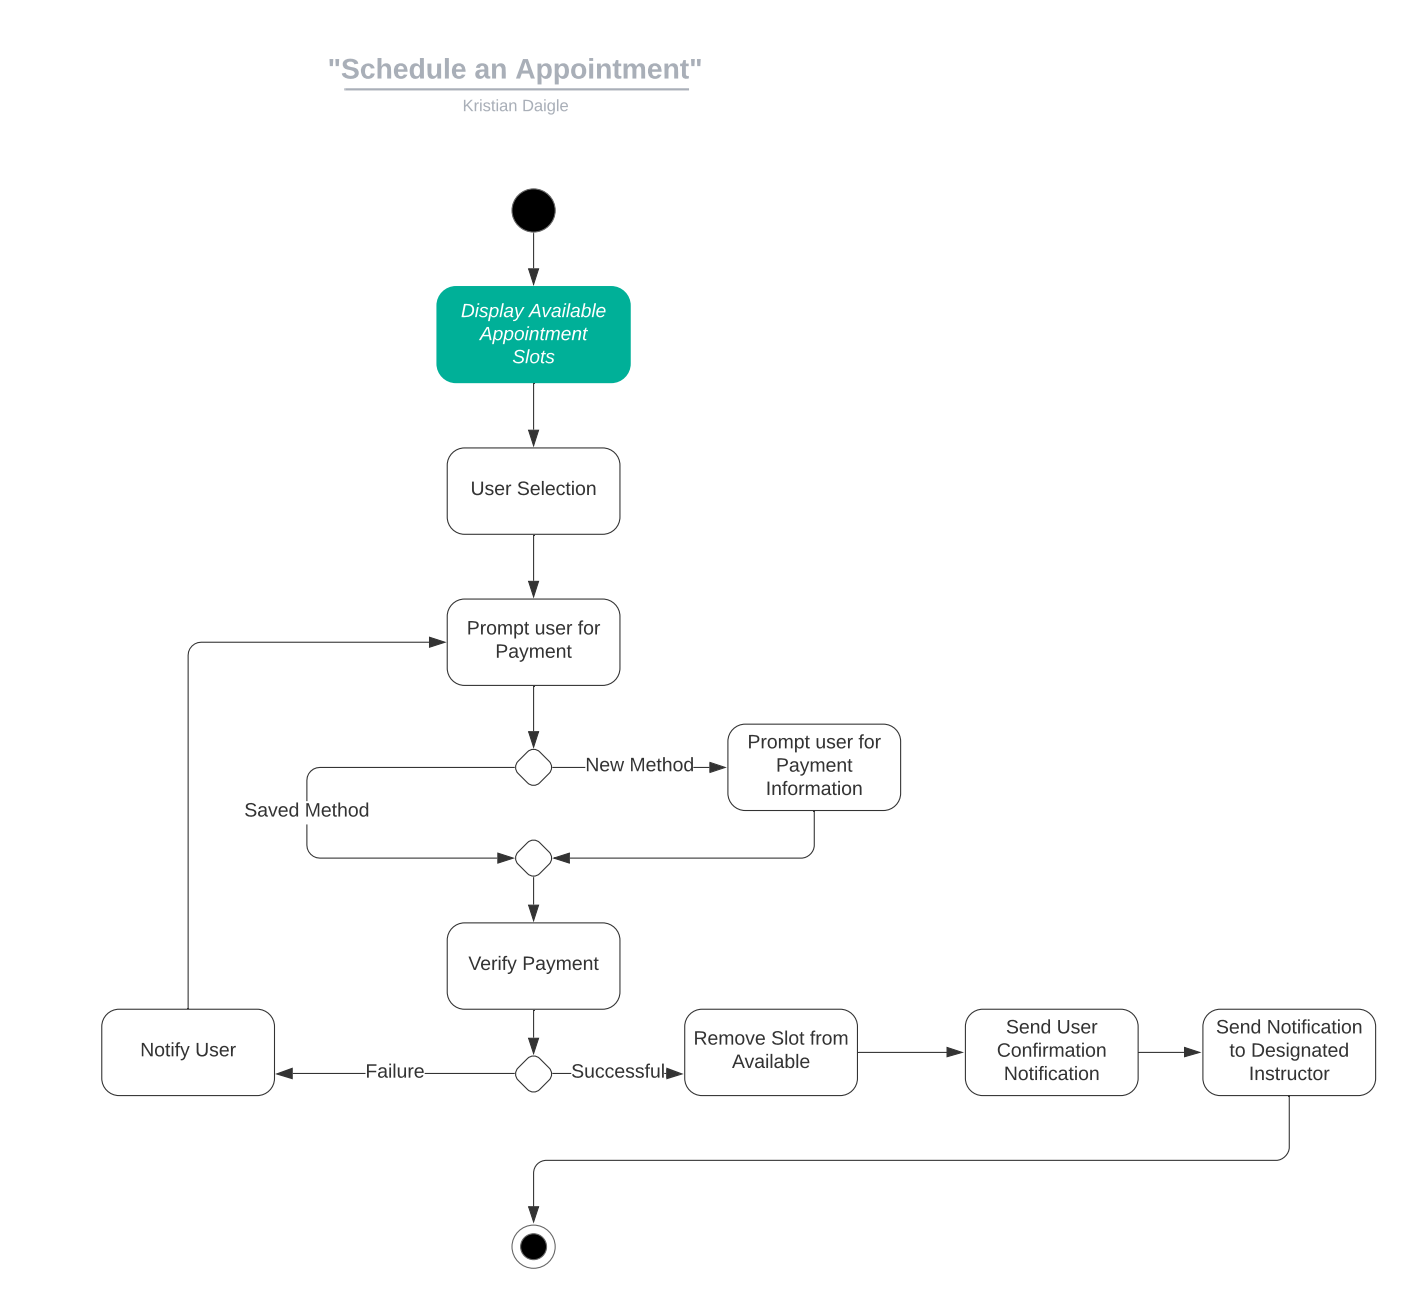 "Schedule an Appointment"
Kristian Daigle
Display Available
Appointment
Slots
User Selection
Prompt user for
Payment
New Method
Prompt user for
Payment
Information
Saved Method
Verify Payment
Notify User
Failure
Successful
Remove Slot from
Available
Send User
Confirmation
Notification
Send Notification
to Designated
Instructor